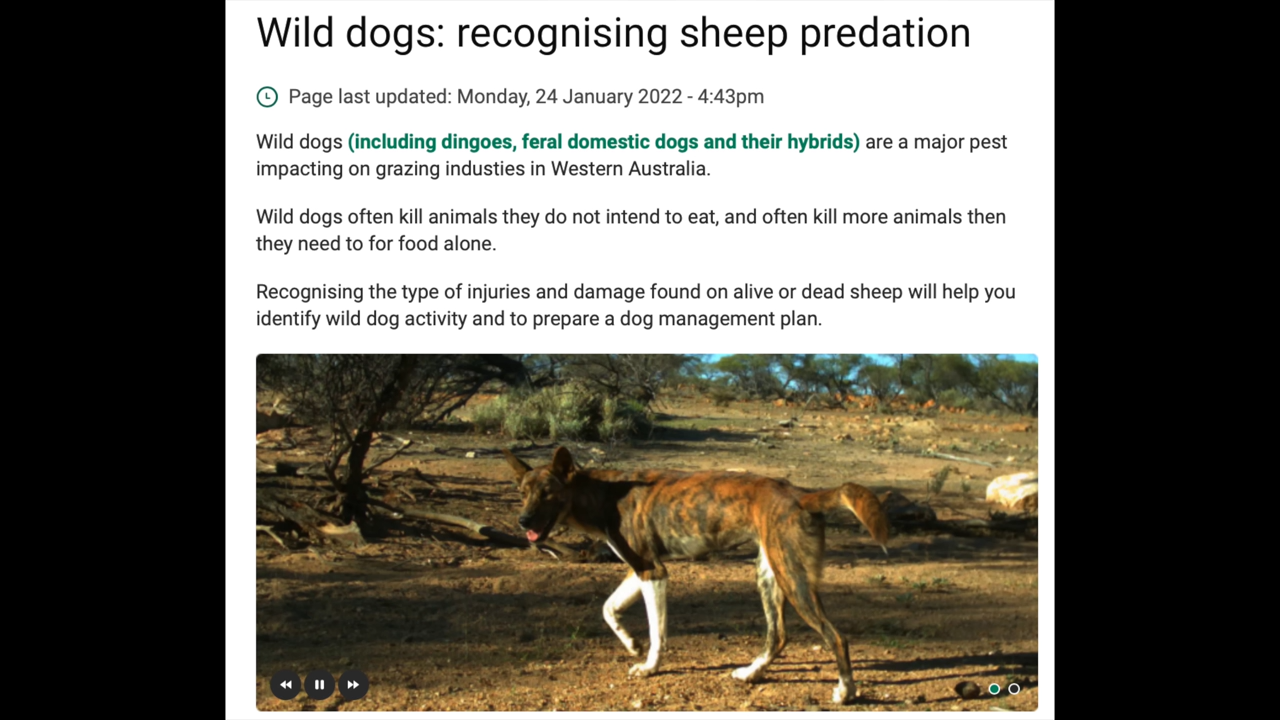 Wild dogs: recognising sheep predation
Page last updated: Monday, 24 January 2022 - 4:43pm
Wild dogs (including dingoes, feral domestic dogs and their hybrids) are a major pest
impacting on grazing industies in Western Australia.
Wild dogs often kill animals they do not intend to eat, and often kill more animals then
they need to for food alone.
Recognising the type of injuries and damage found on alive or dead sheep will help you
identify wild dog activity and to prepare a dog management plan.